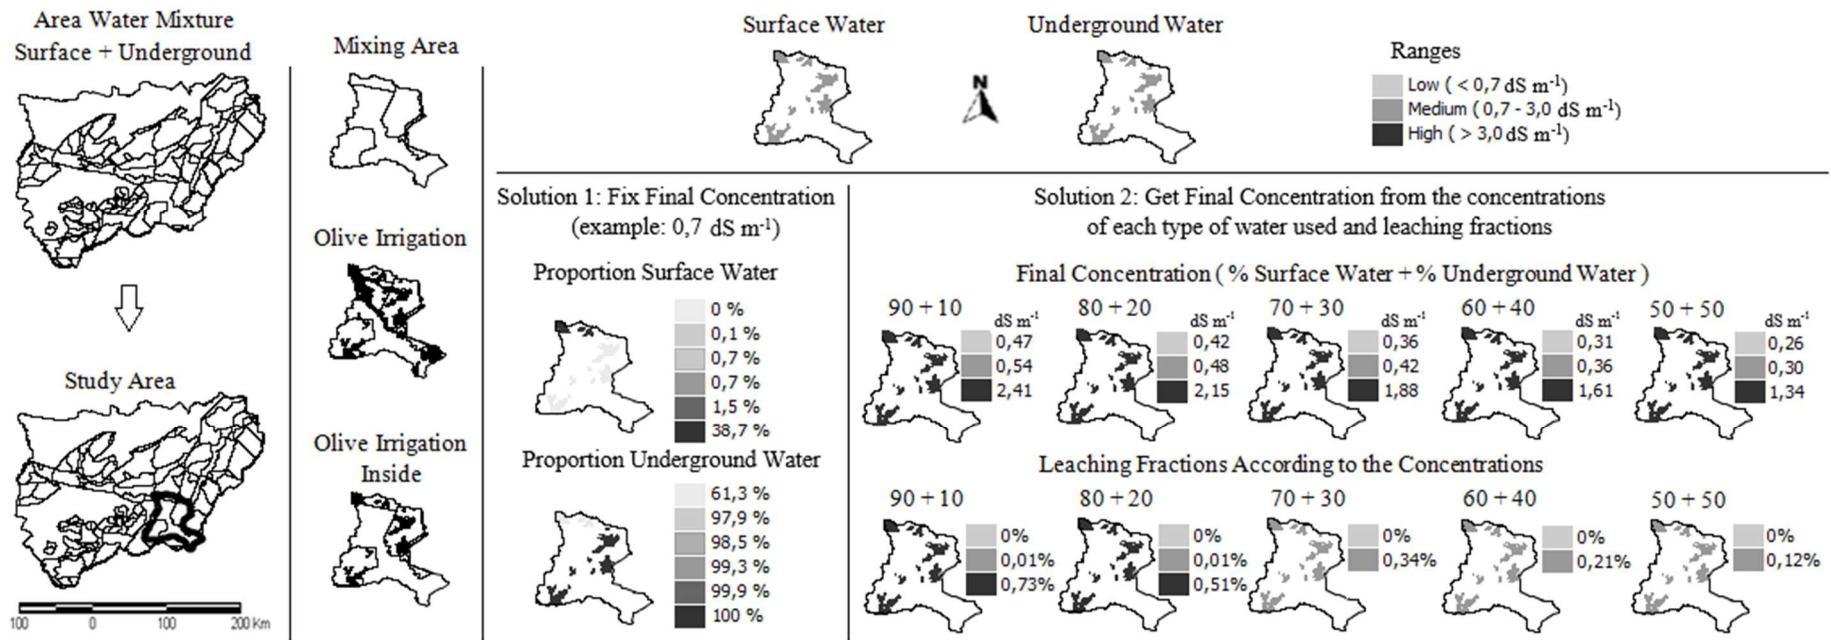 Area Water Mixture
Surface + Underground
Study Area
100 0 100 200 Km
Mixing Area
Olive Irrigation
Olive Irrigation
Inside
Surface Water
Underground Water
N
Ranges
Low ( < 0,7 dS m-1)
Medium ( 0,7 - 3,0 dS m-1)
High ( > 3,0 dS m-1)
Solution 1: Fix Final Concentration
(example: 0,7 dS m-1)
Proportion Surface Water
0 %
0,1 %
0,7 %
0,7 %
1,5 %
38,7 %
Proportion Underground Water
61,3 %
97,9 %
98,5 %
99,3 %
99,9 %
100 %
Solution 2: Get Final Concentration from the concentrations
of each type of water used and leaching fractions
Final Concentration ( % Surface Water + % Underground Water )
90 + 10
dS m-1
0,47
0,54
2,41
80 + 20
dS m-1
0,42
0,48
2,15
70 + 30
dS m-1
0,36
0,42
1,88
60 + 40
dS m-1
0,31
0,36
1,61
50 + 50
dS m-1
0,26
0,30
1,34
Leaching Fractions According to the Concentrations
90 + 10
0%
0,01%
0,73%
80 + 20
0%
0,01%
0,51%
70 + 30
0%
0,34%
60 + 40
0%
0,21%
50 + 50
0%
0,12%